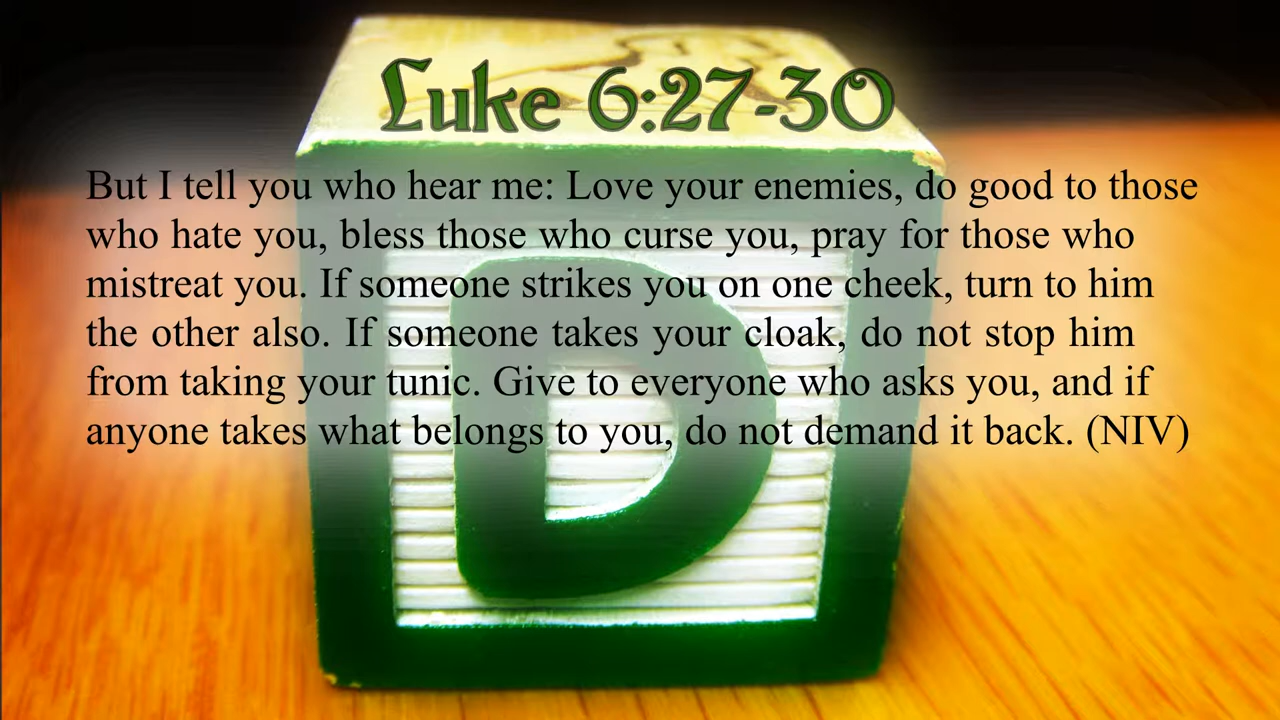 Luke 6:27-30
But I tell you who hear me: Love your enemies, do good to those
who hate you, bless those who curse you, pray for those who
mistreat you. If someone strikes you on one cheek, turn to him
the other also. If someone takes your cloak, do not stop him
from taking your tunic. Give to everyone who asks you, and if
anyone takes what belongs to you, do not demand it back. (NIV)
D